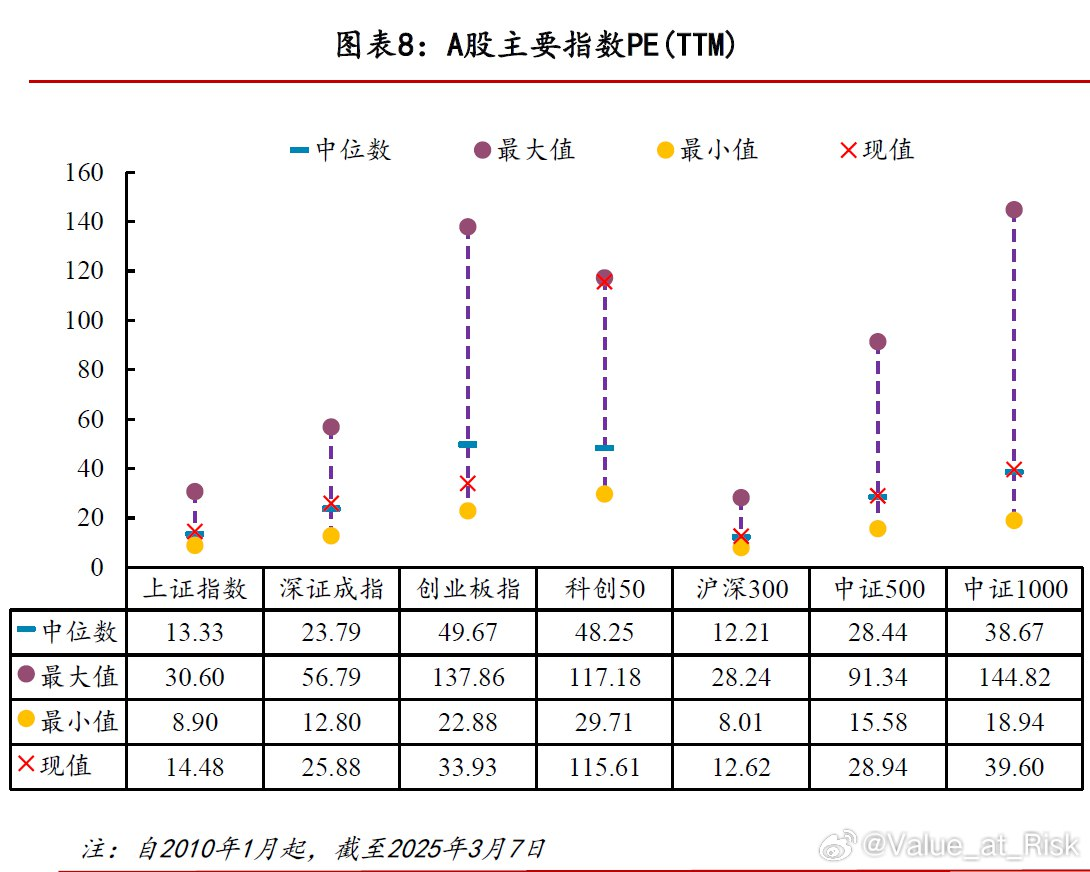 图表8：A股主要指数PE(TTM)
中位数 最大值 最小值 现值
160
140
120
100
80
60
40
20
0
上证指数 深证成指 创业板指 科创50 沪深300 中证500 中证1000
中位数 13.33 23.79 49.67 48.25 12.21 28.44 38.67
最大值 30.60 56.79 137.86 117.18 28.24 91.34 144.82
最小值 8.90 12.80 22.88 29.71 8.01 15.58 18.94
现值 14.48 25.88 33.93 115.61 12.62 28.94 39.60
注：自2010年1月起，截至2025年3月7日
@Value_at_Risk